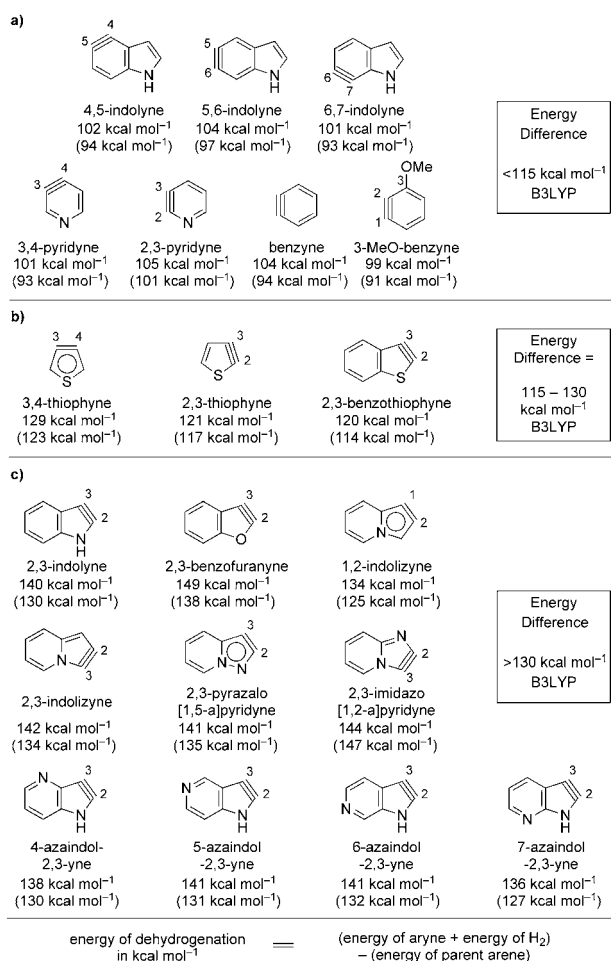 a)
4
5
N
H
5
6
N
H
6
7
N
H
4,5-indolyne
5,6-indolyne
6,7-indolyne
102 kcal mol⁻¹
104 kcal mol⁻¹
101 kcal mol⁻¹
(94 kcal mol⁻¹)
(97 kcal mol⁻¹)
(93 kcal mol⁻¹)
4
3
N
3
2
N
OMe
3
2
1
3,4-pyridyne
2,3-pyridyne
benzyne
3-MeO-benzyne
101 kcal mol⁻¹
105 kcal mol⁻¹
104 kcal mol⁻¹
99 kcal mol⁻¹
(93 kcal mol⁻¹)
(101 kcal mol⁻¹)
(94 kcal mol⁻¹)
(91 kcal mol⁻¹)
Energy
Difference
<115 kcal mol⁻¹
B3LYP
b)
3 4
S
3
2
S
3
2
S
3,4-thiophyne
2,3-thiophyne
2,3-benzothiophyne
129 kcal mol⁻¹
121 kcal mol⁻¹
120 kcal mol⁻¹
(123 kcal mol⁻¹)
(117 kcal mol⁻¹)
(114 kcal mol⁻¹)
Energy
Difference =
115 – 130
kcal mol⁻¹
B3LYP
c)
3
2
N
H
3
2
O
1
2
N
2,3-indolyne
2,3-benzofuranyne
1,2-indolizyne
140 kcal mol⁻¹
149 kcal mol⁻¹
134 kcal mol⁻¹
(130 kcal mol⁻¹)
(138 kcal mol⁻¹)
(125 kcal mol⁻¹)
2
N
3
3
2
N
N
N
2
N
3
2,3-indolizyne
2,3-pyrazalo
[1,5-a]pyridyne
2,3-imidazo
[1,2-a]pyridyne
142 kcal mol⁻¹
141 kcal mol⁻¹
144 kcal mol⁻¹
(134 kcal mol⁻¹)
(135 kcal mol⁻¹)
(147 kcal mol⁻¹)
Energy
Difference
>130 kcal mol⁻¹
B3LYP
N
3
2
N
H
N
3
2
N
H
N
3
2
N
H
N
3
2
N
H
4-azaindol-
2,3-yne
5-azaindol
-2,3-yne
6-azaindol
-2,3-yne
7-azaindol
-2,3-yne
138 kcal mol⁻¹
141 kcal mol⁻¹
141 kcal mol⁻¹
136 kcal mol⁻¹
(130 kcal mol⁻¹)
(131 kcal mol⁻¹)
(132 kcal mol⁻¹)
(127 kcal mol⁻¹)
energy of dehydrogenation
in kcal mol⁻¹
=
(energy of aryne + energy of H₂)
– (energy of parent arene)